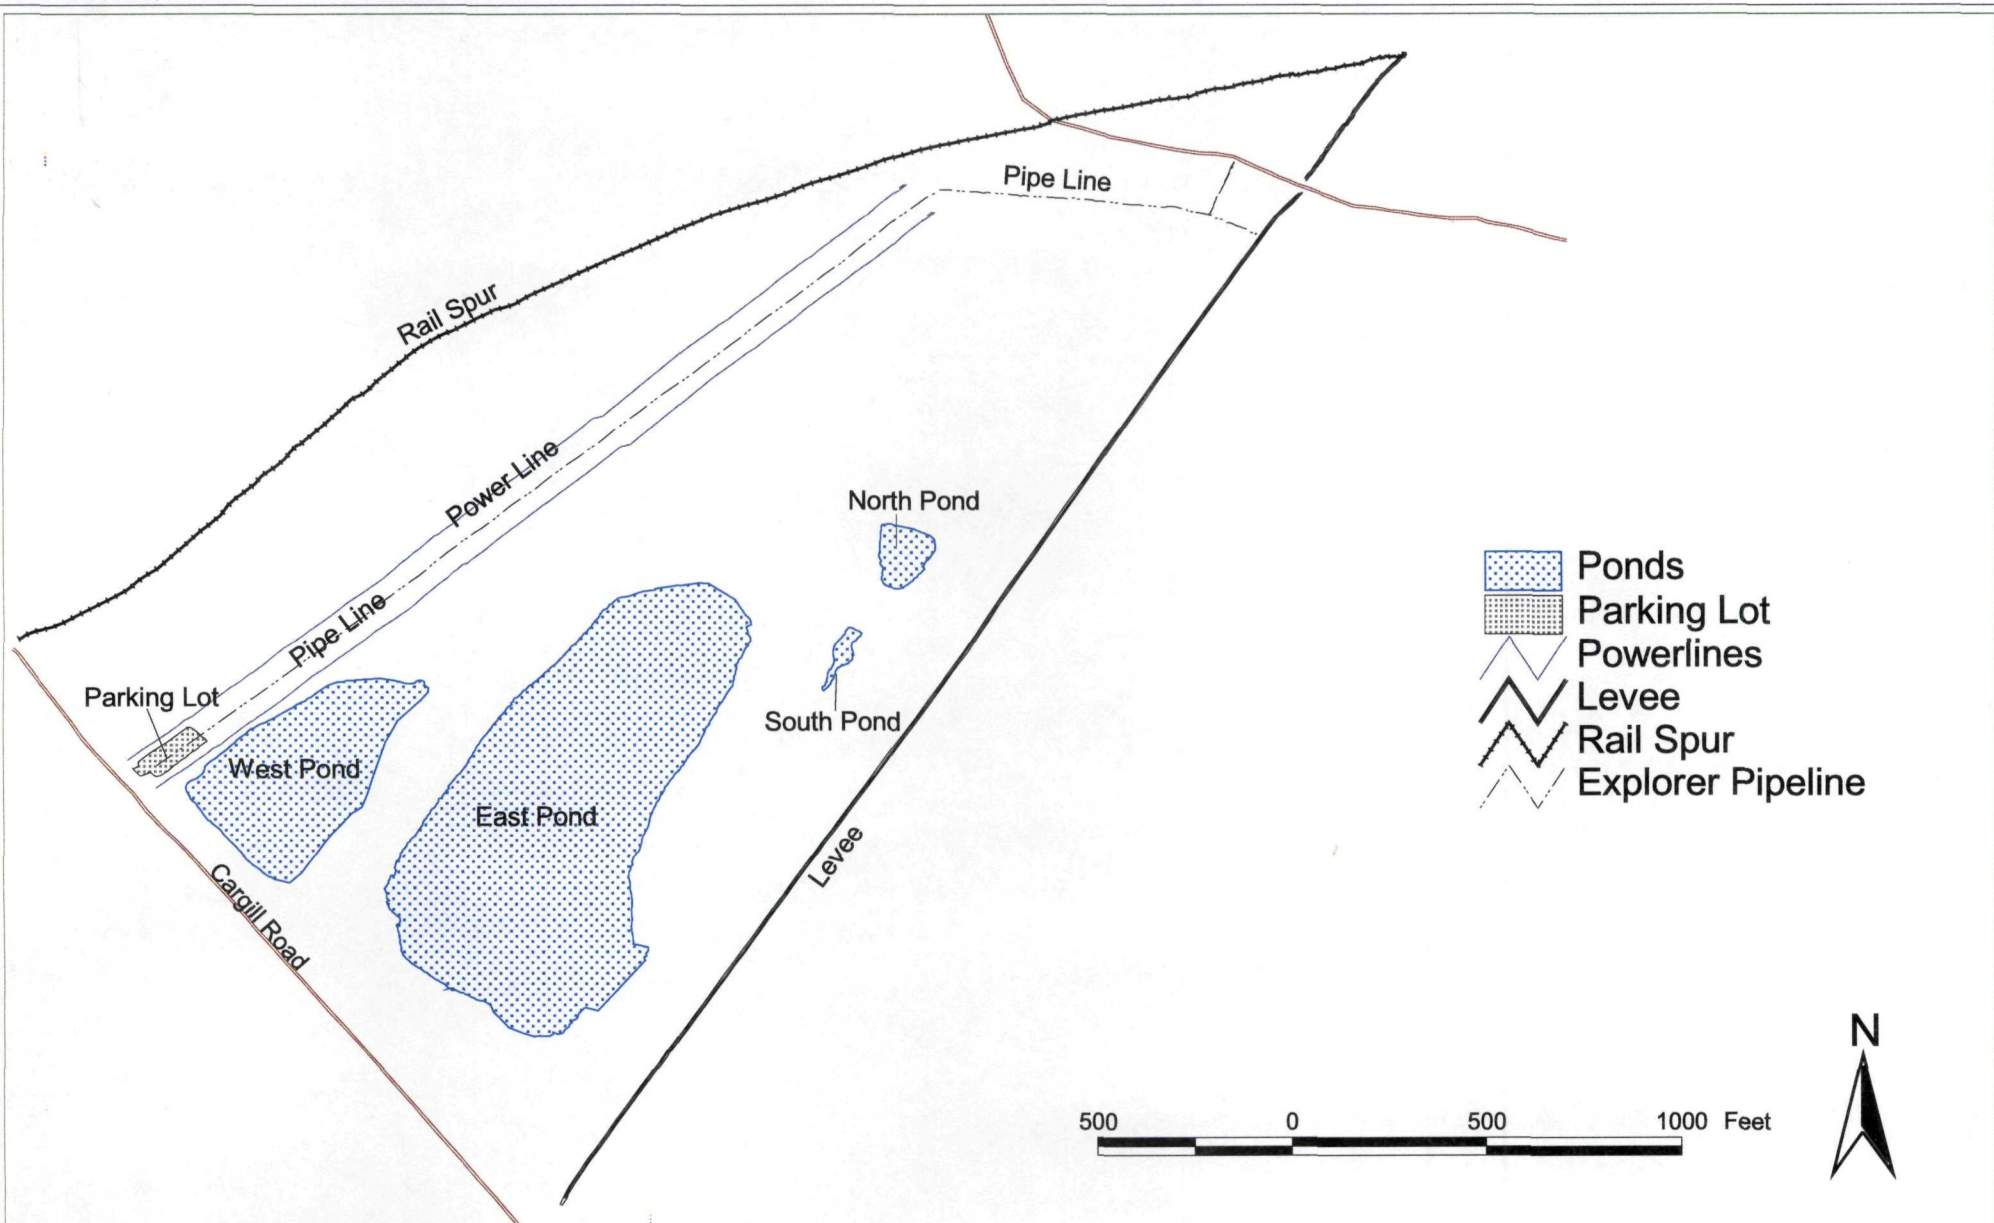 Pipe Line
Rail Spur
Power Line
North Pond
Pipe Line
Parking Lot
South Pond
West Pond
East Pond
Levee
Cargill Road
Ponds
Parking Lot
Powerlines
Levee
Rail Spur
Explorer Pipeline
N
500 0 500 1000 Feet